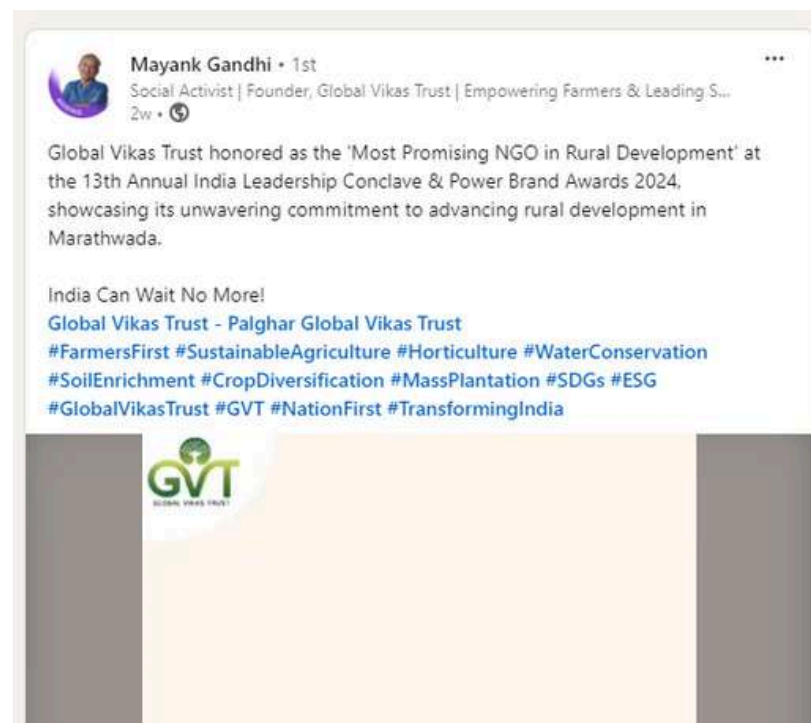 Mayank Gandhi • 1st
Social Activist | Founder, Global Vikas Trust | Empowering Farmers & Leading S...
2w •
Global Vikas Trust honored as the 'Most Promising NGO in Rural Development' at
the 13th Annual India Leadership Conclave & Power Brand Awards 2024,
showcasing its unwavering commitment to advancing rural development in
Marathwada.
India Can Wait No More!
Global Vikas Trust - Palghar Global Vikas Trust
#FarmersFirst #SustainableAgriculture #Horticulture #WaterConservation
#SoilEnrichment #CropDiversification #MassPlantation #SDGs #ESG
#GlobalVikasTrust #GVT #NationFirst #TransformingIndia
GVT
GLOBAL VIKAS TRUST